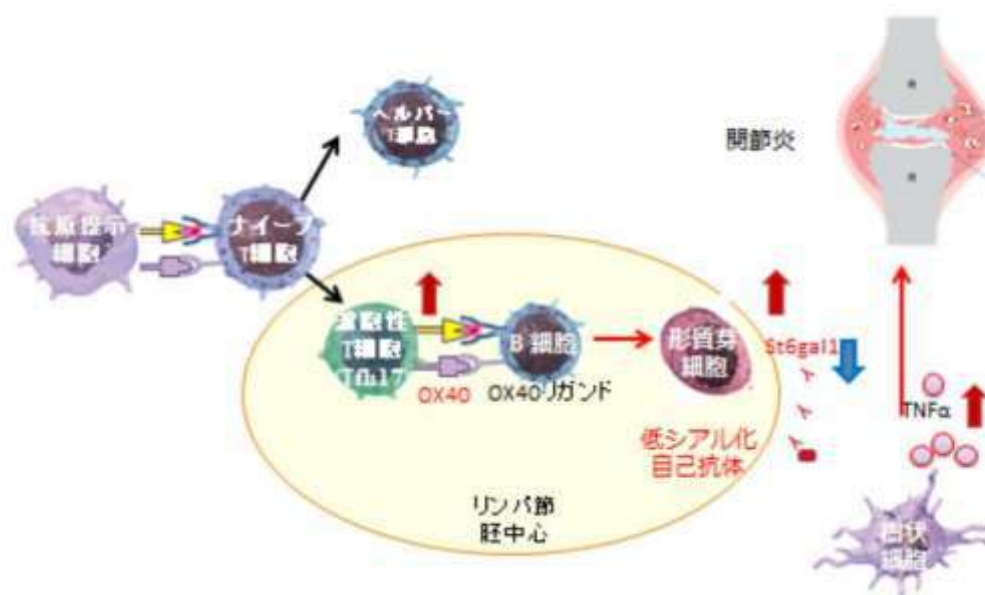 ヘルパー
T細胞
関節炎
抗原提示
細胞
ナイーブ
T細胞
濾胞性
T細胞
Tfh17
B 細胞
形質芽
細胞
St6gal1
OX40
OX40リガンド
TNFα
低シアル化
自己抗体
リンパ節
胚中心
樹状
細胞